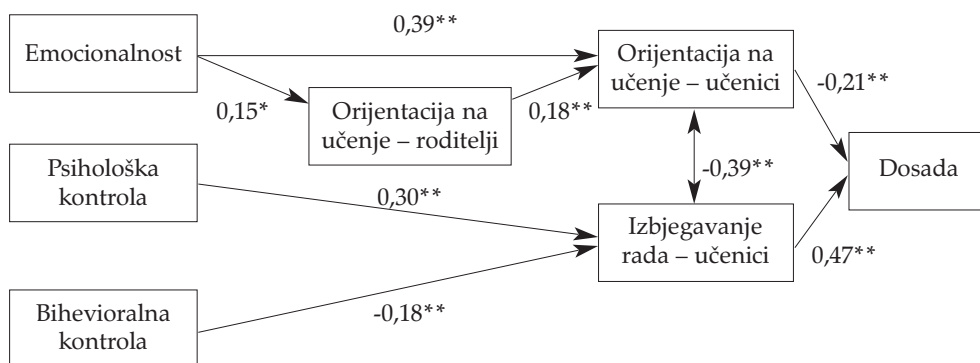 0,39**
Emocionalnost
Orijentacija na
učenje – učenici
-0,21**
0,15*
Orijentacija na
učenje – roditelji
0,18**
Psihološka
kontrola
-0,39**
Dosada
0,30**
Izbjegavanje
rada – učenici
0,47**
Bihevioralna
kontrola
-0,18**